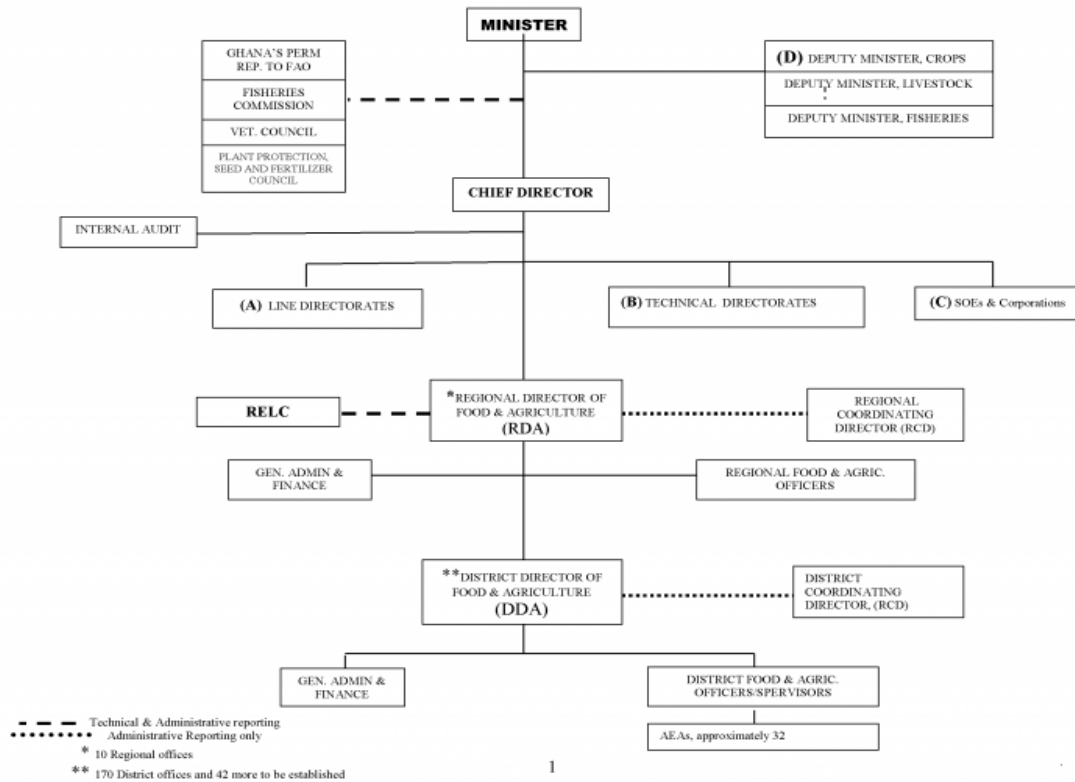 MINISTER
GHANA'S PERM
REP. TO FAO
FISHERIES
COMMISSION
VET. COUNCIL
PLANT PROTECTION,
SEED AND FERTILIZER
COUNCIL
(D) DEPUTY MINISTER, CROPS
DEPUTY MINISTER, LIVESTOCK
DEPUTY MINISTER, FISHERIES
CHIEF DIRECTOR
INTERNAL AUDIT
(A) LINE DIRECTORATES
(B) TECHNICAL DIRECTORATES
(C) SOEs & Corporations
RELC
*REGIONAL DIRECTOR OF
FOOD & AGRICULTURE
(RDA)
REGIONAL
COORDINATING
DIRECTOR (RCD)
GEN. ADMIN &
FINANCE
REGIONAL FOOD & AGRIC.
OFFICERS
**DISTRICT DIRECTOR OF
FOOD & AGRICULTURE
(DDA)
DISTRICT
COORDINATING
DIRECTOR, (RCD)
GEN. ADMIN &
FINANCE
DISTRICT FOOD & AGRIC.
OFFICERS/SPERVISORS
AEAs, approximately 32
Technical & Administrative reporting
Administrative Reporting only
* 10 Regional offices
** 170 District offices and 42 more to be established
1